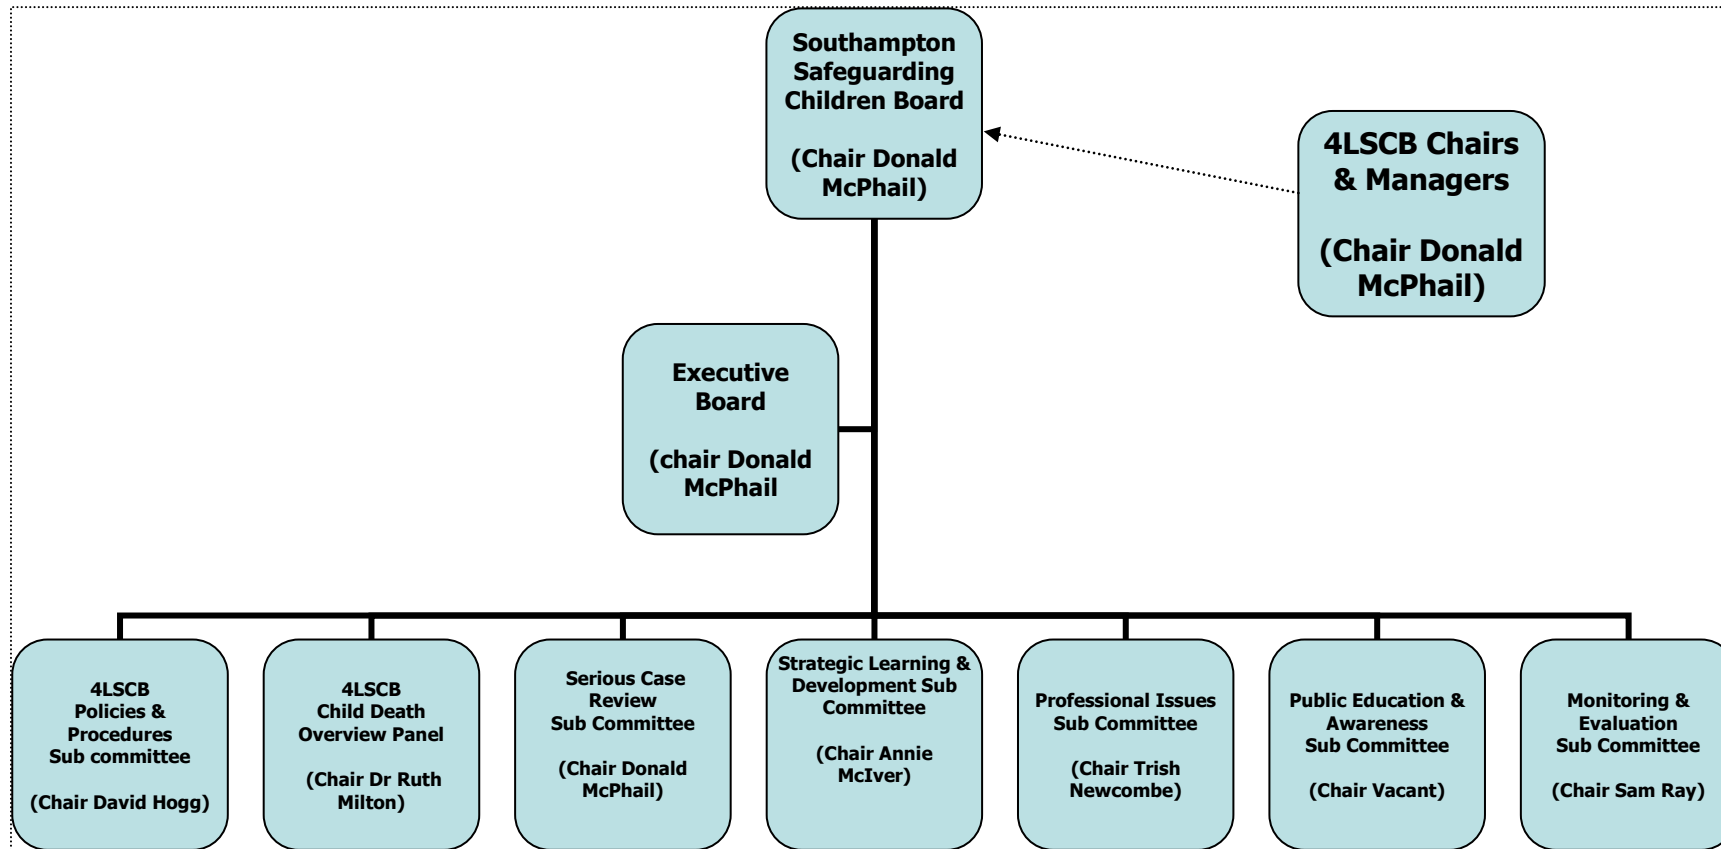 Southampton
Safeguarding
Children Board
(Chair Donald
McPhail)
4LSCB Chairs
& Managers
(Chair Donald
McPhail)
Executive
Board
(chair Donald
McPhail
4LSCB
Policies &
Procedures
Sub committee
(Chair David Hogg)
4LSCB
Child Death
Overview Panel
(Chair Dr Ruth
Milton)
Serious Case
Review
Sub Committee
(Chair Donald
McPhail)
Strategic Learning &
Development Sub
Committee
(Chair Annie
McIver)
Professional Issues
Sub Committee
(Chair Trish
Newcombe)
Public Education &
Awareness
Sub Committee
(Chair Vacant)
Monitoring &
Evaluation
Sub Committee
(Chair Sam Ray)